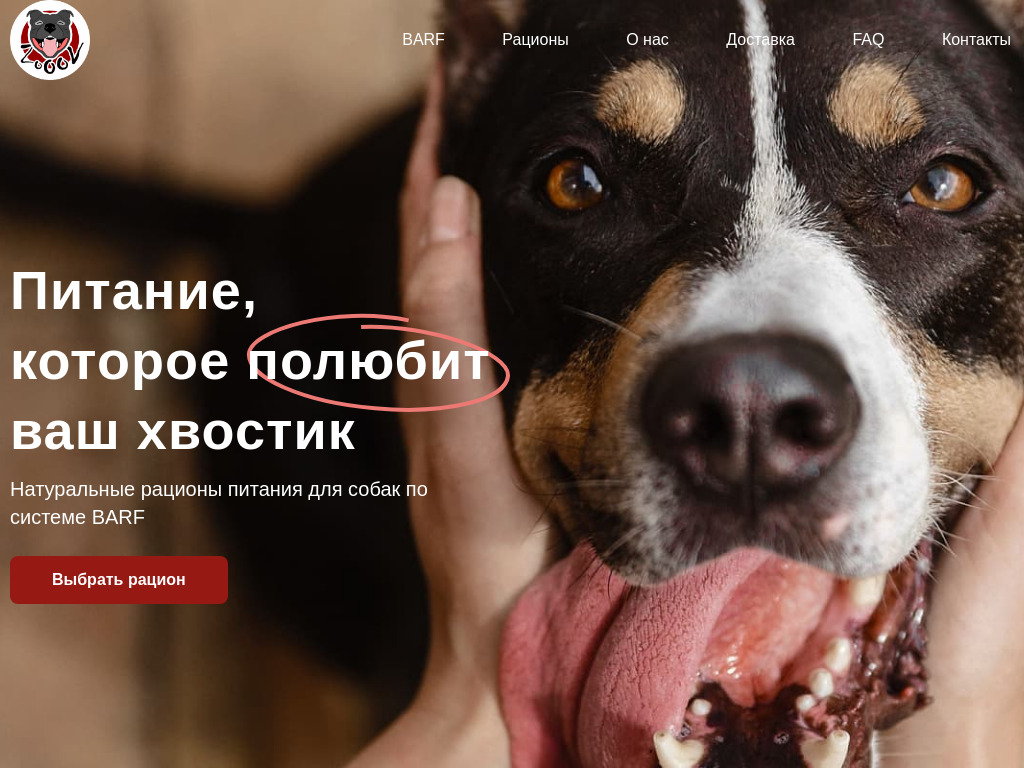 BARF
Рационы
О нас
Доставка
FAQ
Контакты
Питание,
которое полюбит
ваш хвостик
Натуральные рационы питания для собак по
системе BARF
Выбрать рацион